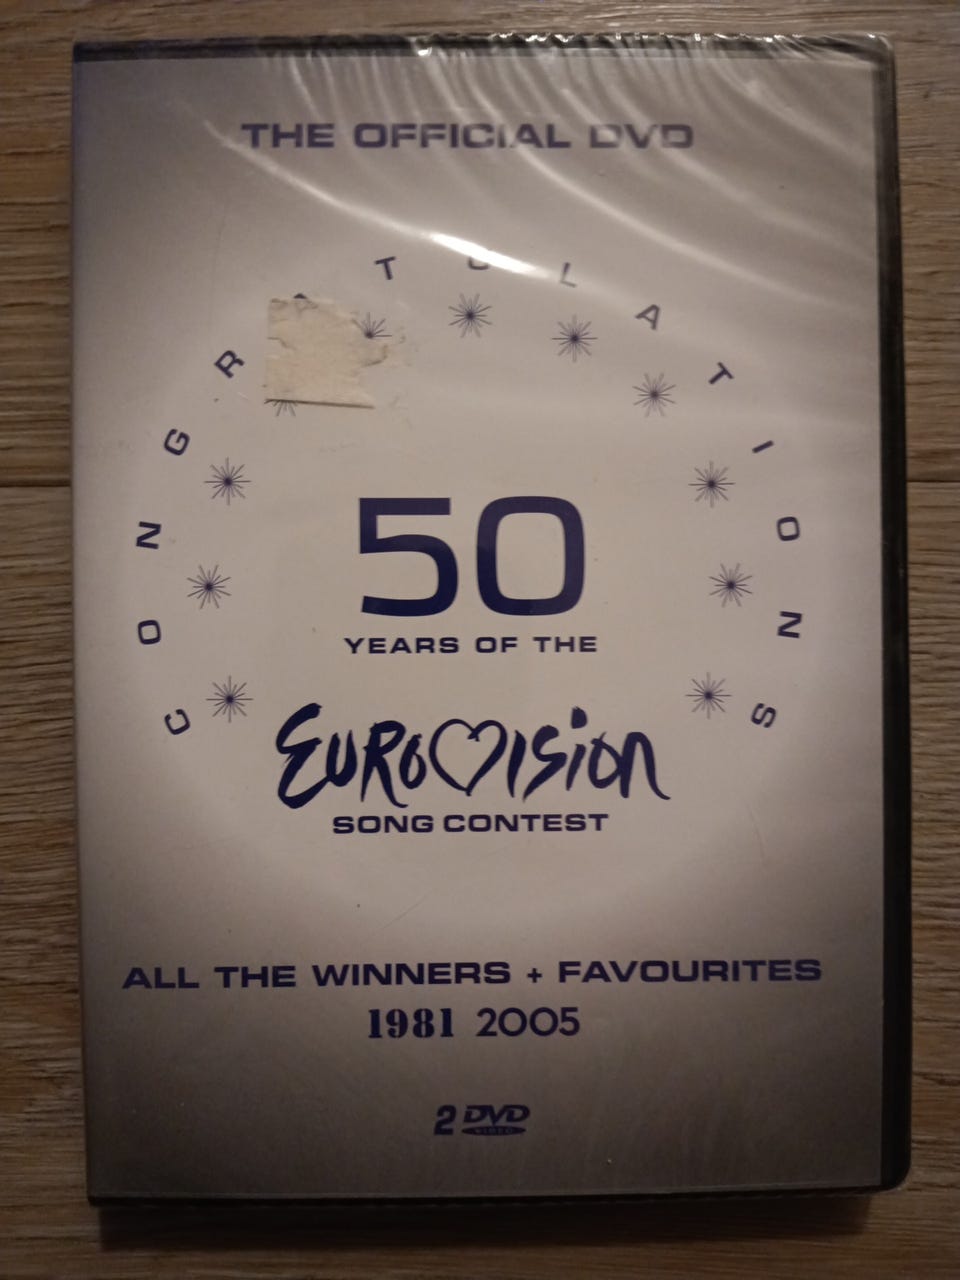 THE OFFICIAL DVD
CONGRATULATIONS
50
YEARS OF THE
EUROVISION
SONG CONTEST
ALL THE WINNERS + FAVOURITES
1981 2005
2 DVD
VIDEO